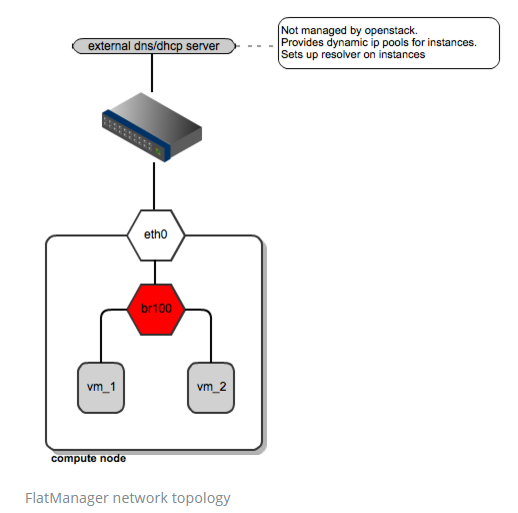 external dns/dhcp server
Not managed by openstack.
Provides dynamic ip pools for instances.
Sets up resolver on instances
eth0
br100
vm_1
vm_2
compute node
FlatManager network topology